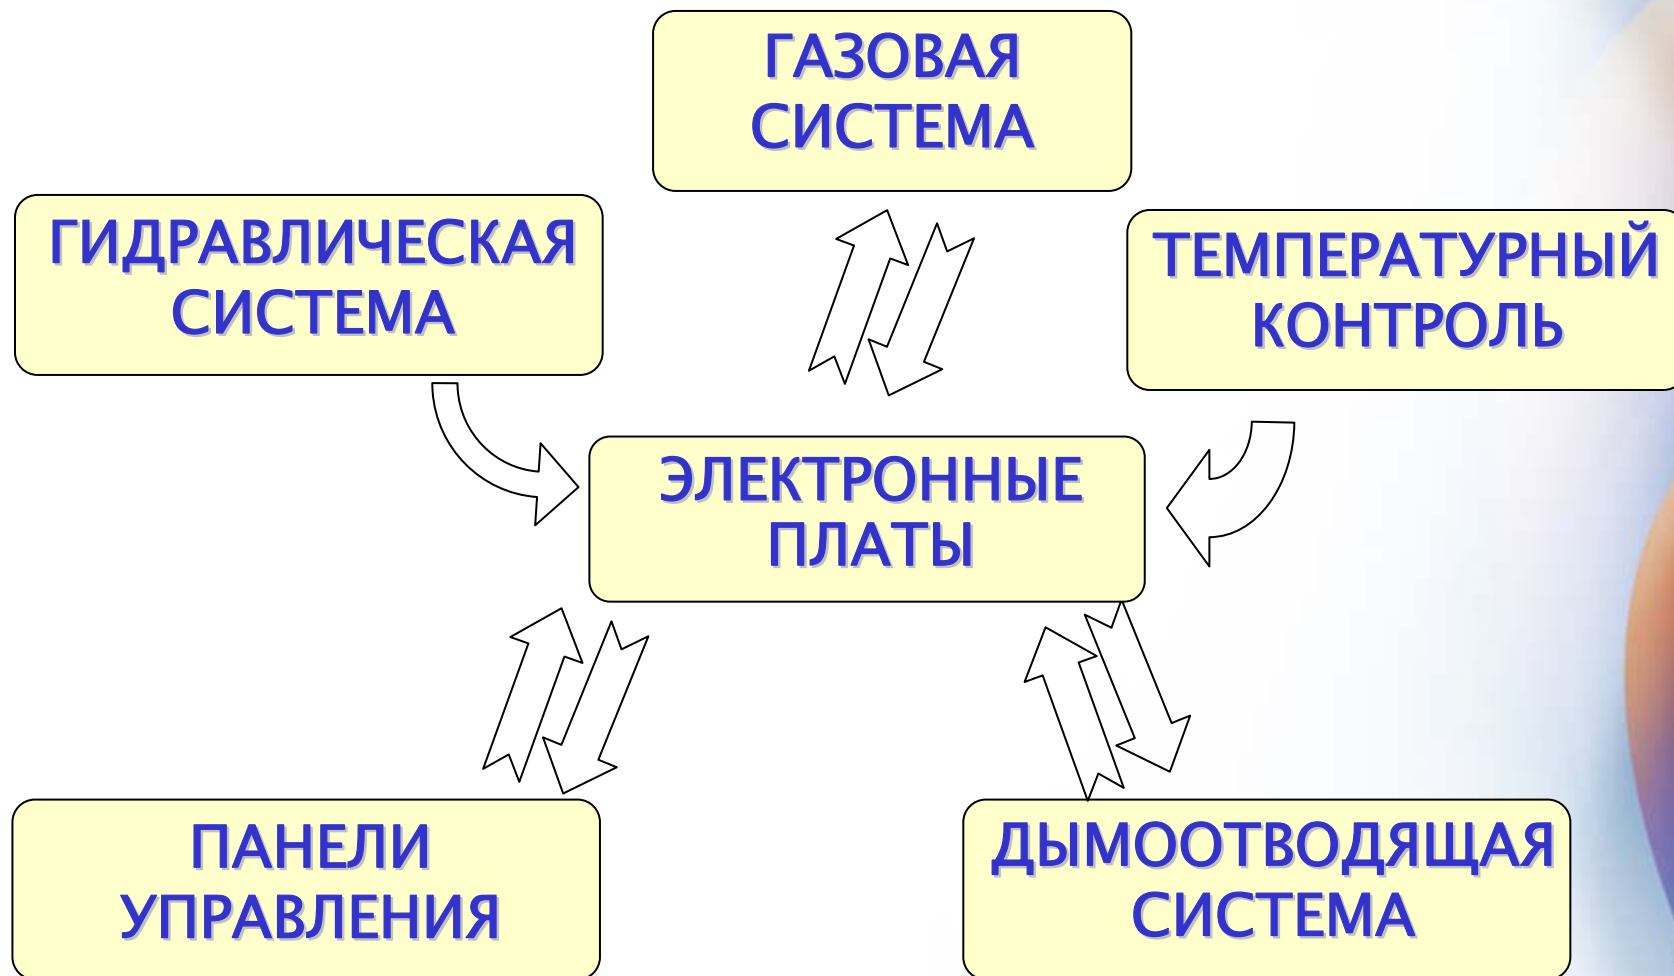 ГАЗОВАЯ
СИСТЕМА
ГИДРАВЛИЧЕСКАЯ
СИСТЕМА
ТЕМПЕРАТУРНЫЙ
КОНТРОЛЬ
ЭЛЕКТРОННЫЕ
ПЛАТЫ
ПАНЕЛИ
УПРАВЛЕНИЯ
ДЫМООТВОДЯЩАЯ
СИСТЕМА